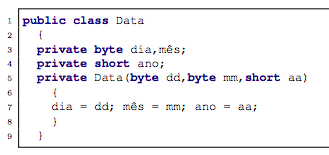 1 public class Data
2 {
3 private byte dia,mês;
4 private short ano;
5 private Data(byte dd,byte mm,short aa)
6 {
7 dia = dd; mês = mm; ano = aa;
8 }
9 }